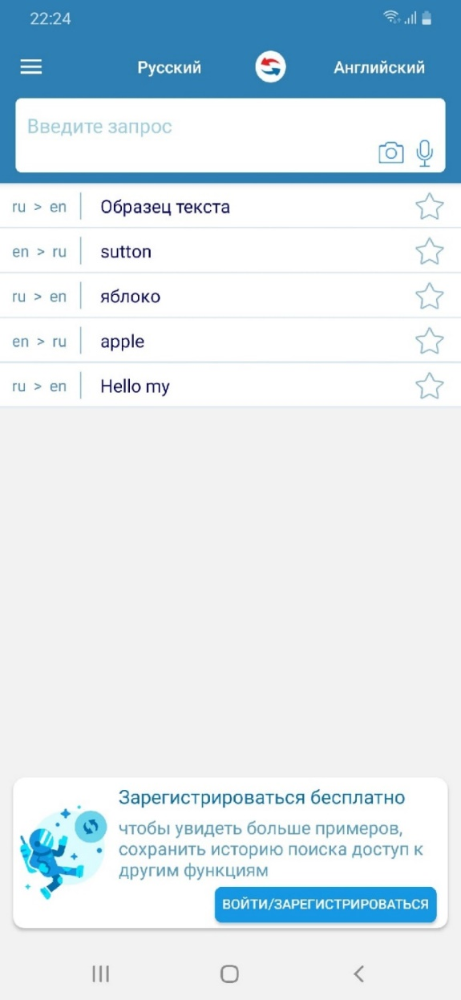 22:24
Русский Английский
Введите запрос
ru > en Образец текста
en > ru sutton
ru > en яблоко
en > ru apple
ru > en Hello my
Зарегистрироваться бесплатно
чтобы увидеть больше примеров,
сохранить историю поиска доступ к
другим функциям
ВОЙТИ/ЗАРЕГИСТРИРОВАТЬСЯ